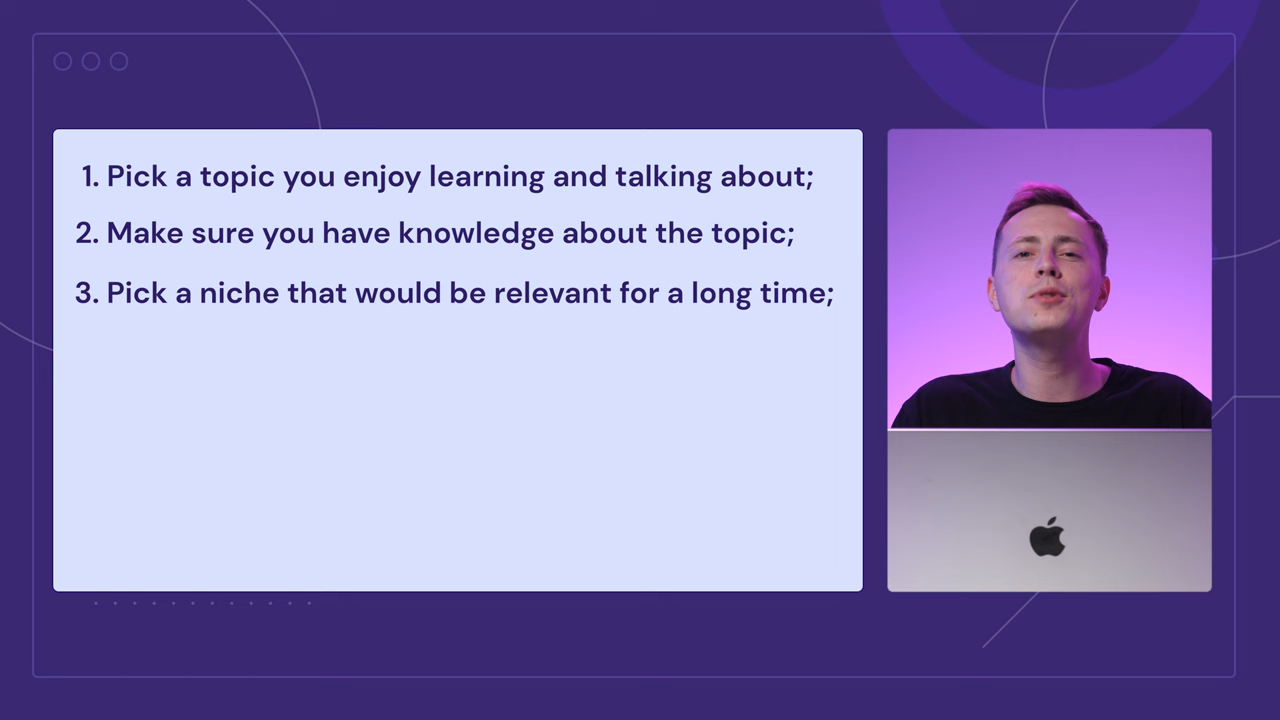 1. Pick a topic you enjoy learning and talking about;
2. Make sure you have knowledge about the topic;
3. Pick a niche that would be relevant for a long time;